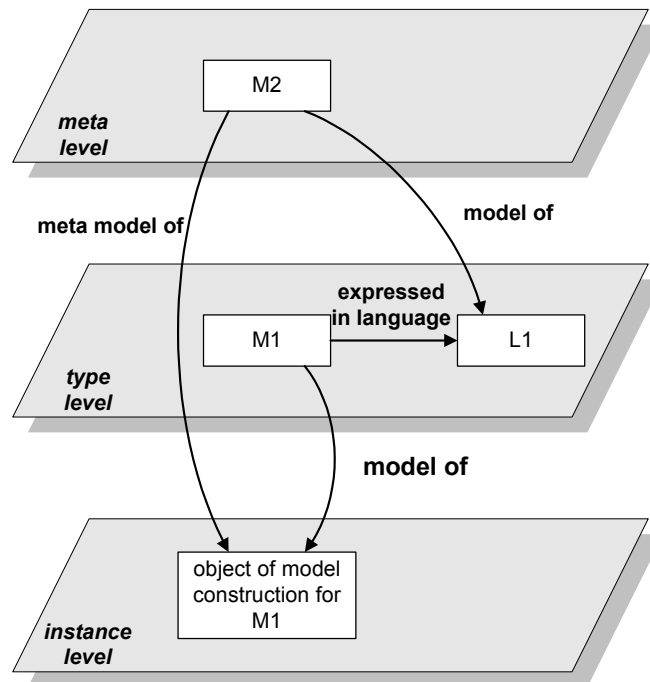 M2
meta
level
meta model of
model of
expressed
in language
M1
L1
type
level
model of
object of model
construction for
M1
instance
level